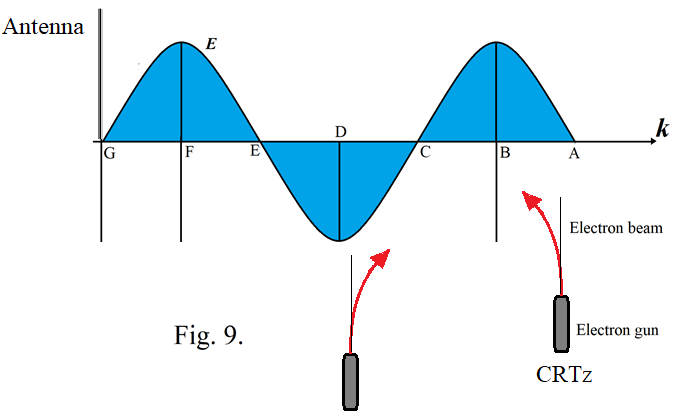 Antenna
E
k
D
G
F
E
C
B
A
Electron beam
Fig. 9.
Electron gun
CRTz